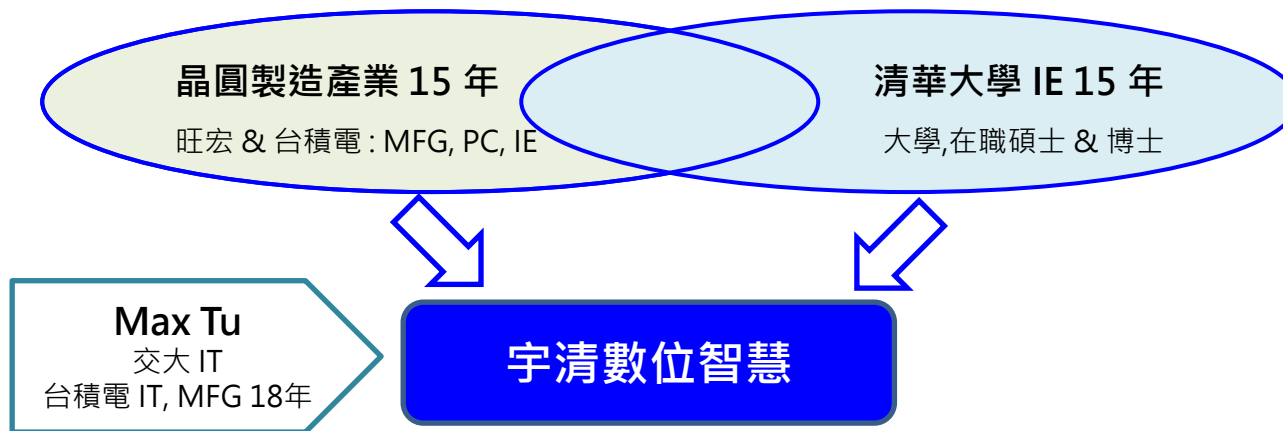 晶圓製造產業 15 年
旺宏 & 台積電 : MFG, PC, IE
清華大學 IE 15 年
大學,在職碩士 & 博士
Max Tu
交大 IT
台積電 IT, MFG 18年
宇清數位智慧